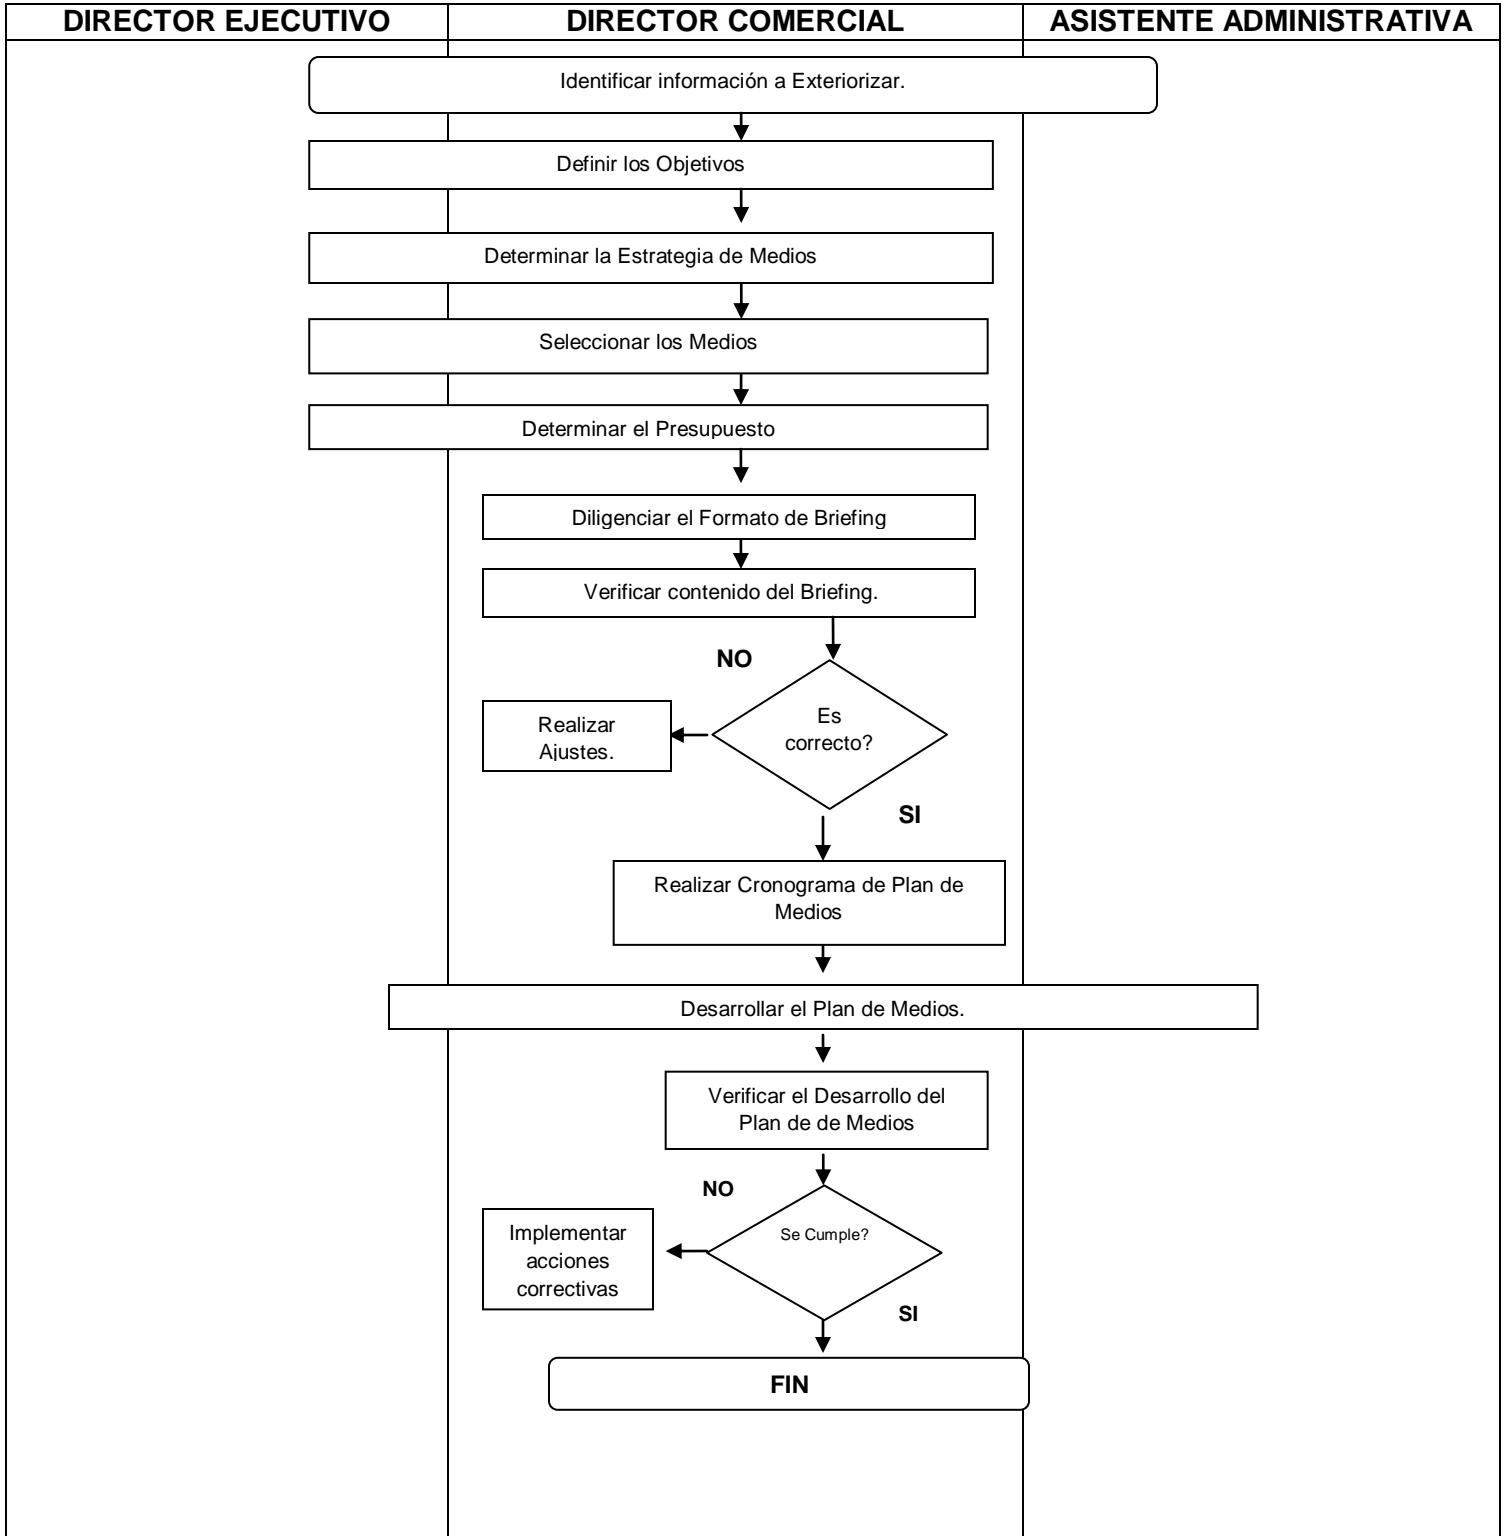 DIRECTOR EJECUTIVO
DIRECTOR COMERCIAL
ASISTENTE ADMINISTRATIVA
Identificar información a Exteriorizar.
Definir los Objetivos
Determinar la Estrategia de Medios
Seleccionar los Medios
Determinar el Presupuesto
Diligenciar el Formato de Briefing
Verificar contenido del Briefing.
NO
Es
correcto?
Realizar
Ajustes.
SI
Realizar Cronograma de Plan de
Medios
Desarrollar el Plan de Medios.
Verificar el Desarrollo del
Plan de de Medios
NO
Se Cumple?
Implementar
acciones
correctivas
SI
FIN